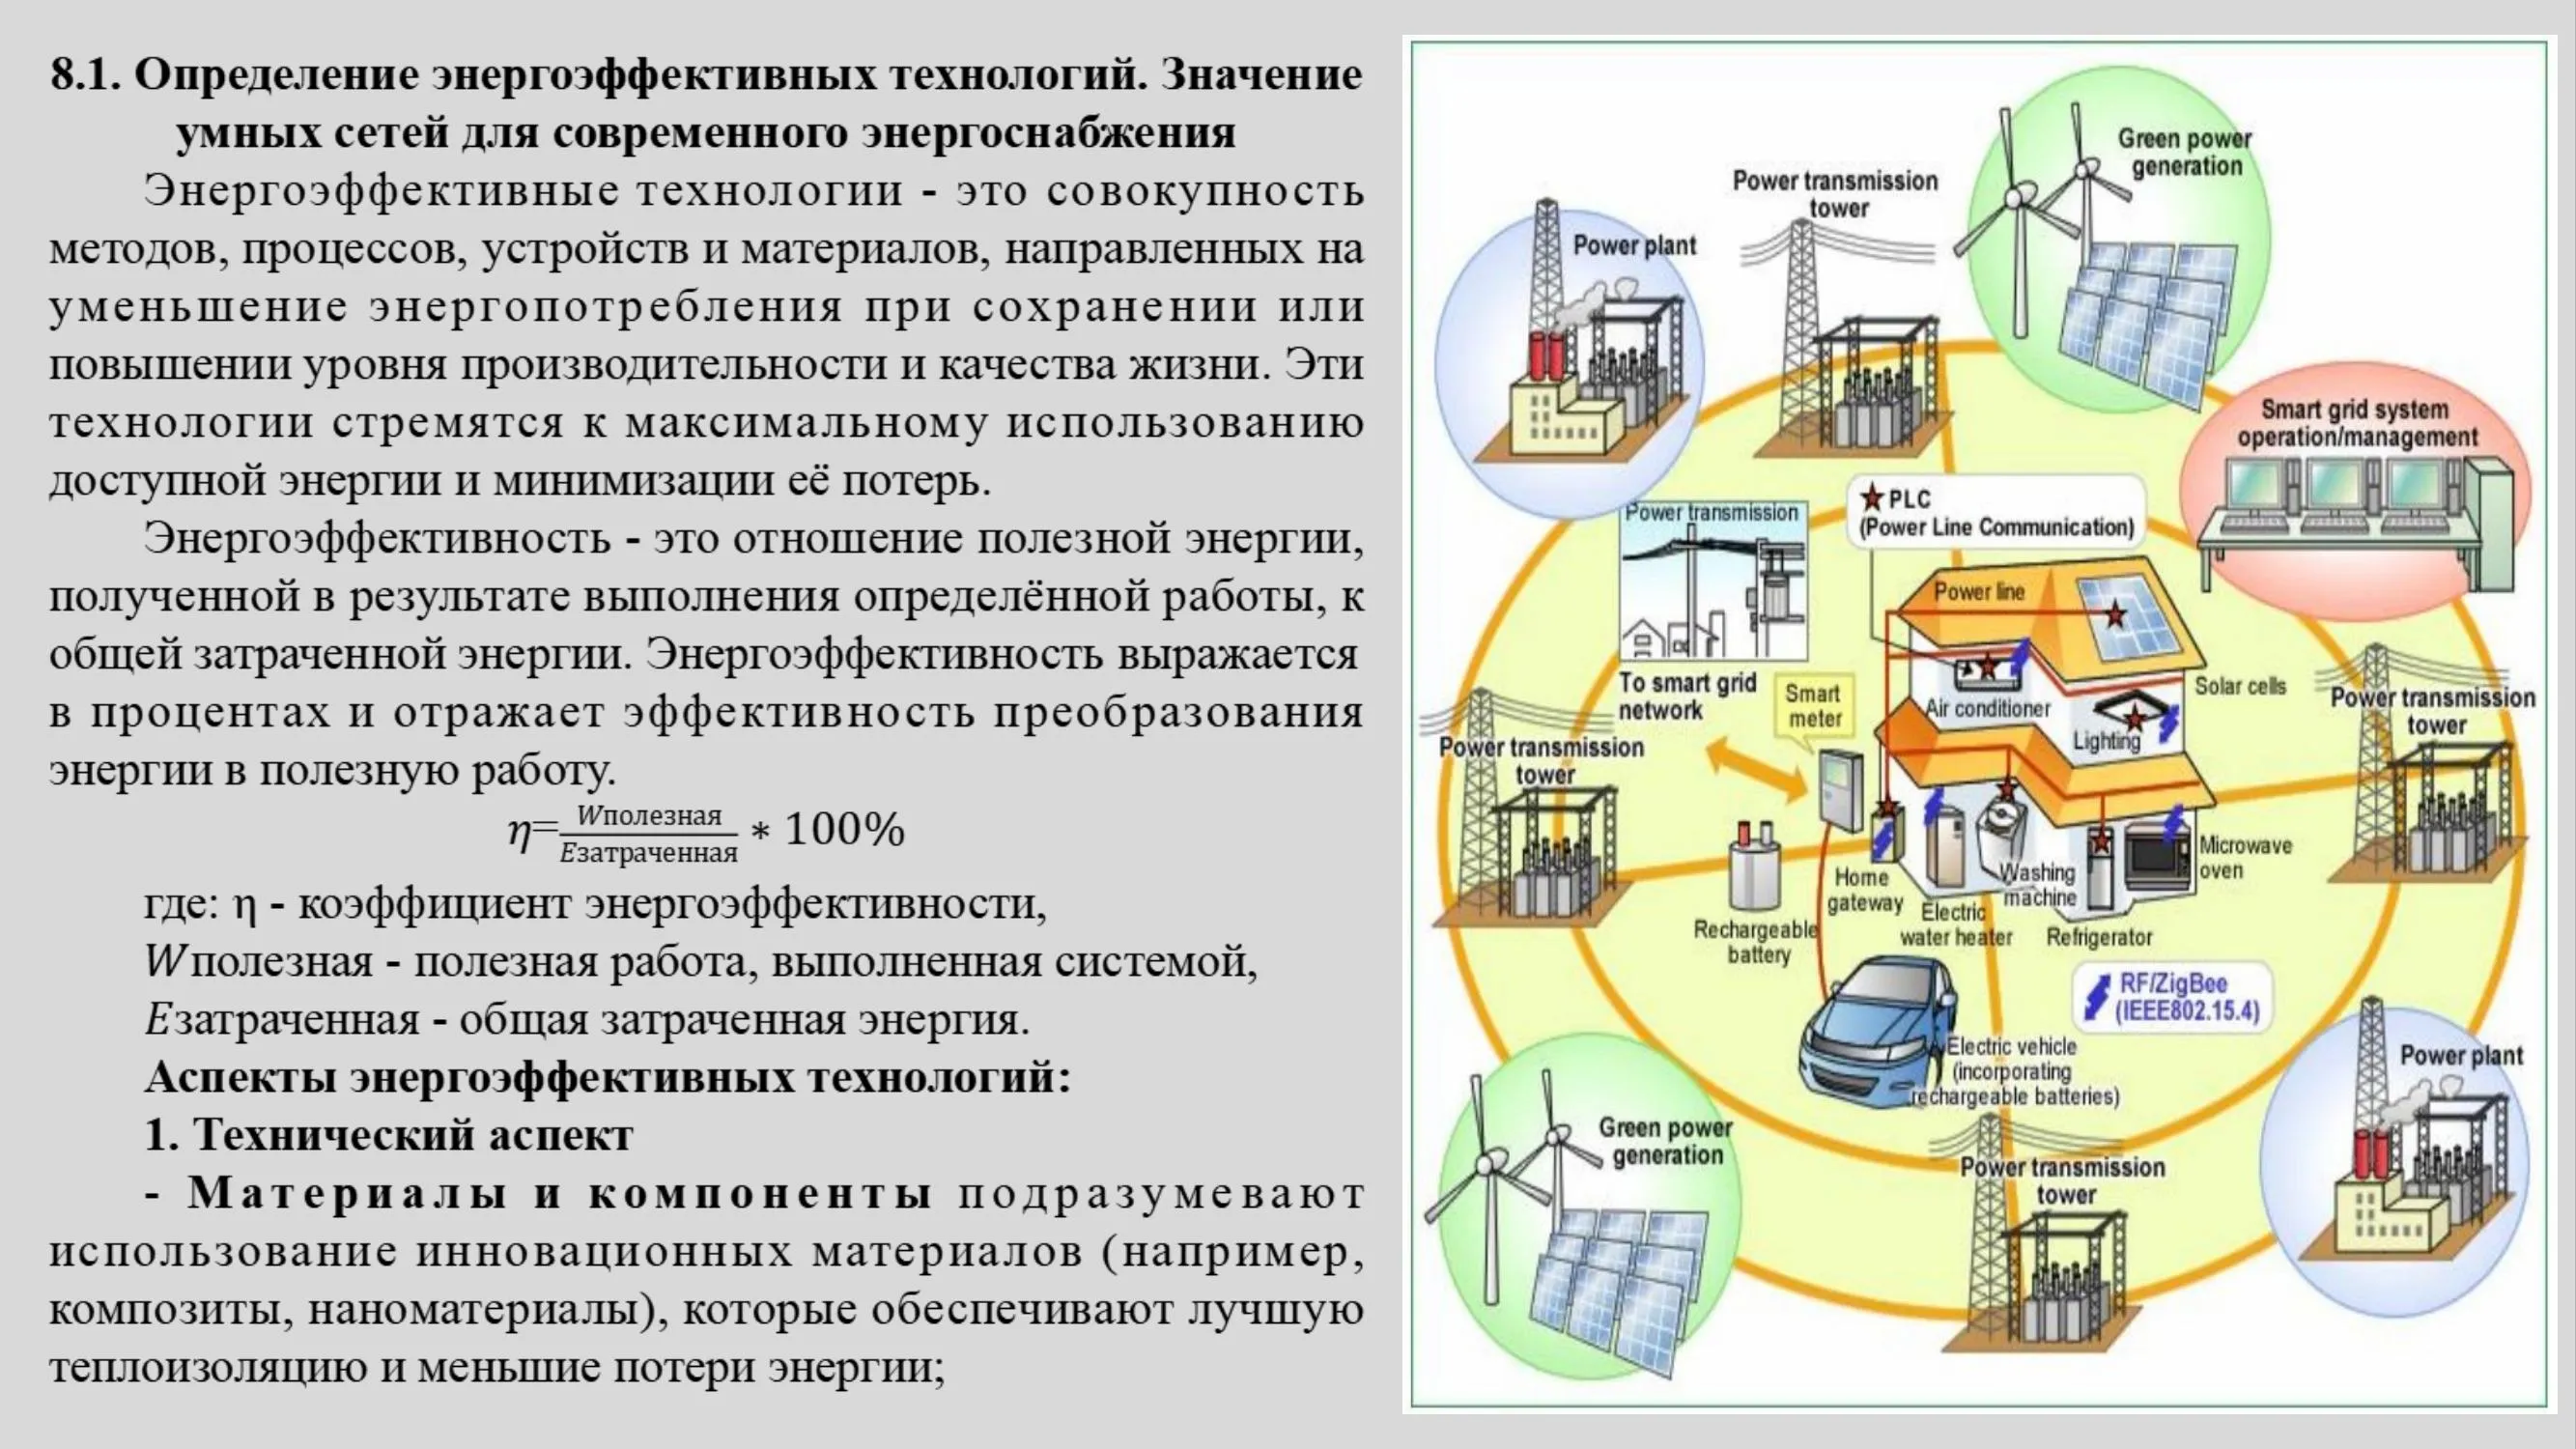 8.1. Определение энергоэффективных технологий. Значение
умных сетей для современного энергоснабжения
Энергоэффективные технологии - это совокупность
методов, процессов, устройств и материалов, направленных на
уменьшение энергопотребления при сохранении или
повышении уровня производительности и качества жизни. Эти
технологии стремятся к максимальному использованию
доступной энергии и минимизации её потерь.
Энергоэффективность - это отношение полезной энергии,
полученной в результате выполнения определённой работы, к
общей затраченной энергии. Энергоэффективность выражается
в процентах и отражает эффективность преобразования
энергии в полезную работу.
η=Wполезная/Eзатраченная * 100%
где: η - коэффициент энергоэффективности,
Wполезная - полезная работа, выполненная системой,
Eзатраченная - общая затраченная энергия.
Аспекты энергоэффективных технологий:
1. Технический аспект
- Материалы и компоненты подразумевают
использование инновационных материалов (например,
композиты, наноматериалы), которые обеспечивают лучшую
теплоизоляцию и меньшие потери энергии;
Green power
generation
Power transmission
tower
Power plant
Smart grid system
operation/management
PLC
(Power Line Communication)
Power transmission
Power line
To smart grid
network
Smart
meter
Air conditioner
Solar cells
Lighting
Power transmission
tower
Power transmission
tower
Microwave
oven
Washing
machine
Home
gateway
Electric
water heater
Refrigerator
Rechargeable
battery
RF/ZigBee
(IEEE802.15.4)
Electric vehicle
(incorporating
rechargeable batteries)
Power plant
Green power
generation
Power transmission
tower